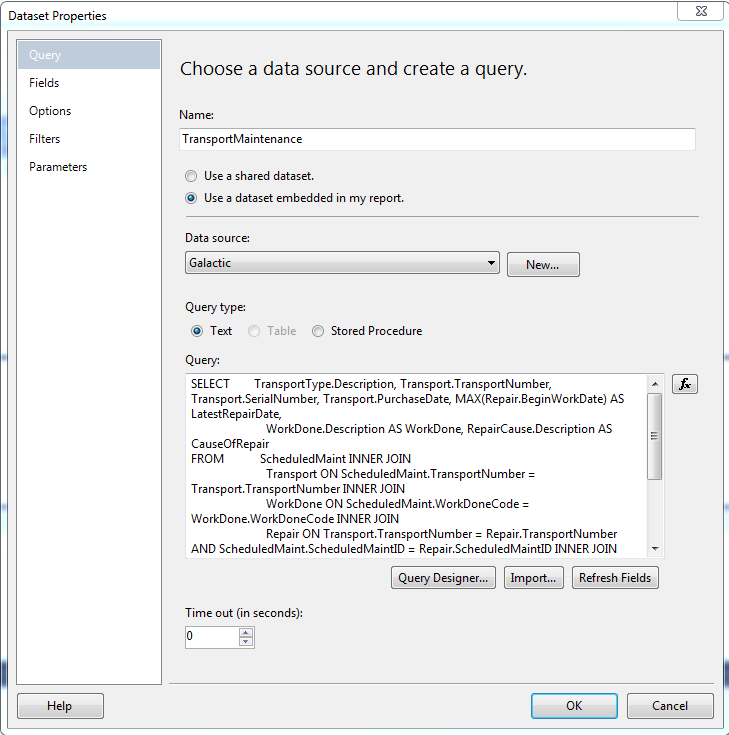 Dataset Properties
Query
Fields
Options
Filters
Parameters
Choose a data source and create a query.
Name:
TransportMaintenance
Use a shared dataset.
Use a dataset embedded in my report.
Data source:
Galactic
New...
Query type:
Text
Table
Stored Procedure
Query:
SELECT TransportType.Description, Transport.TransportNumber,
Transport.SerialNumber, Transport.PurchaseDate, MAX(Repair.BeginWorkDate) AS
LatestRepairDate,
WorkDone.Description AS WorkDone, RepairCause.Description AS
CauseOfRepair
FROM ScheduledMaint INNER JOIN
Transport ON ScheduledMaint.TransportNumber =
Transport.TransportNumber INNER JOIN
WorkDone ON ScheduledMaint.WorkDoneCode =
WorkDone.WorkDoneCode INNER JOIN
Repair ON Transport.TransportNumber = Repair.TransportNumber
AND ScheduledMaint.ScheduledMaintID = Repair.ScheduledMaintID INNER JOIN
fx
Query Designer...
Import...
Refresh Fields
Time out (in seconds):
0
Help
OK
Cancel